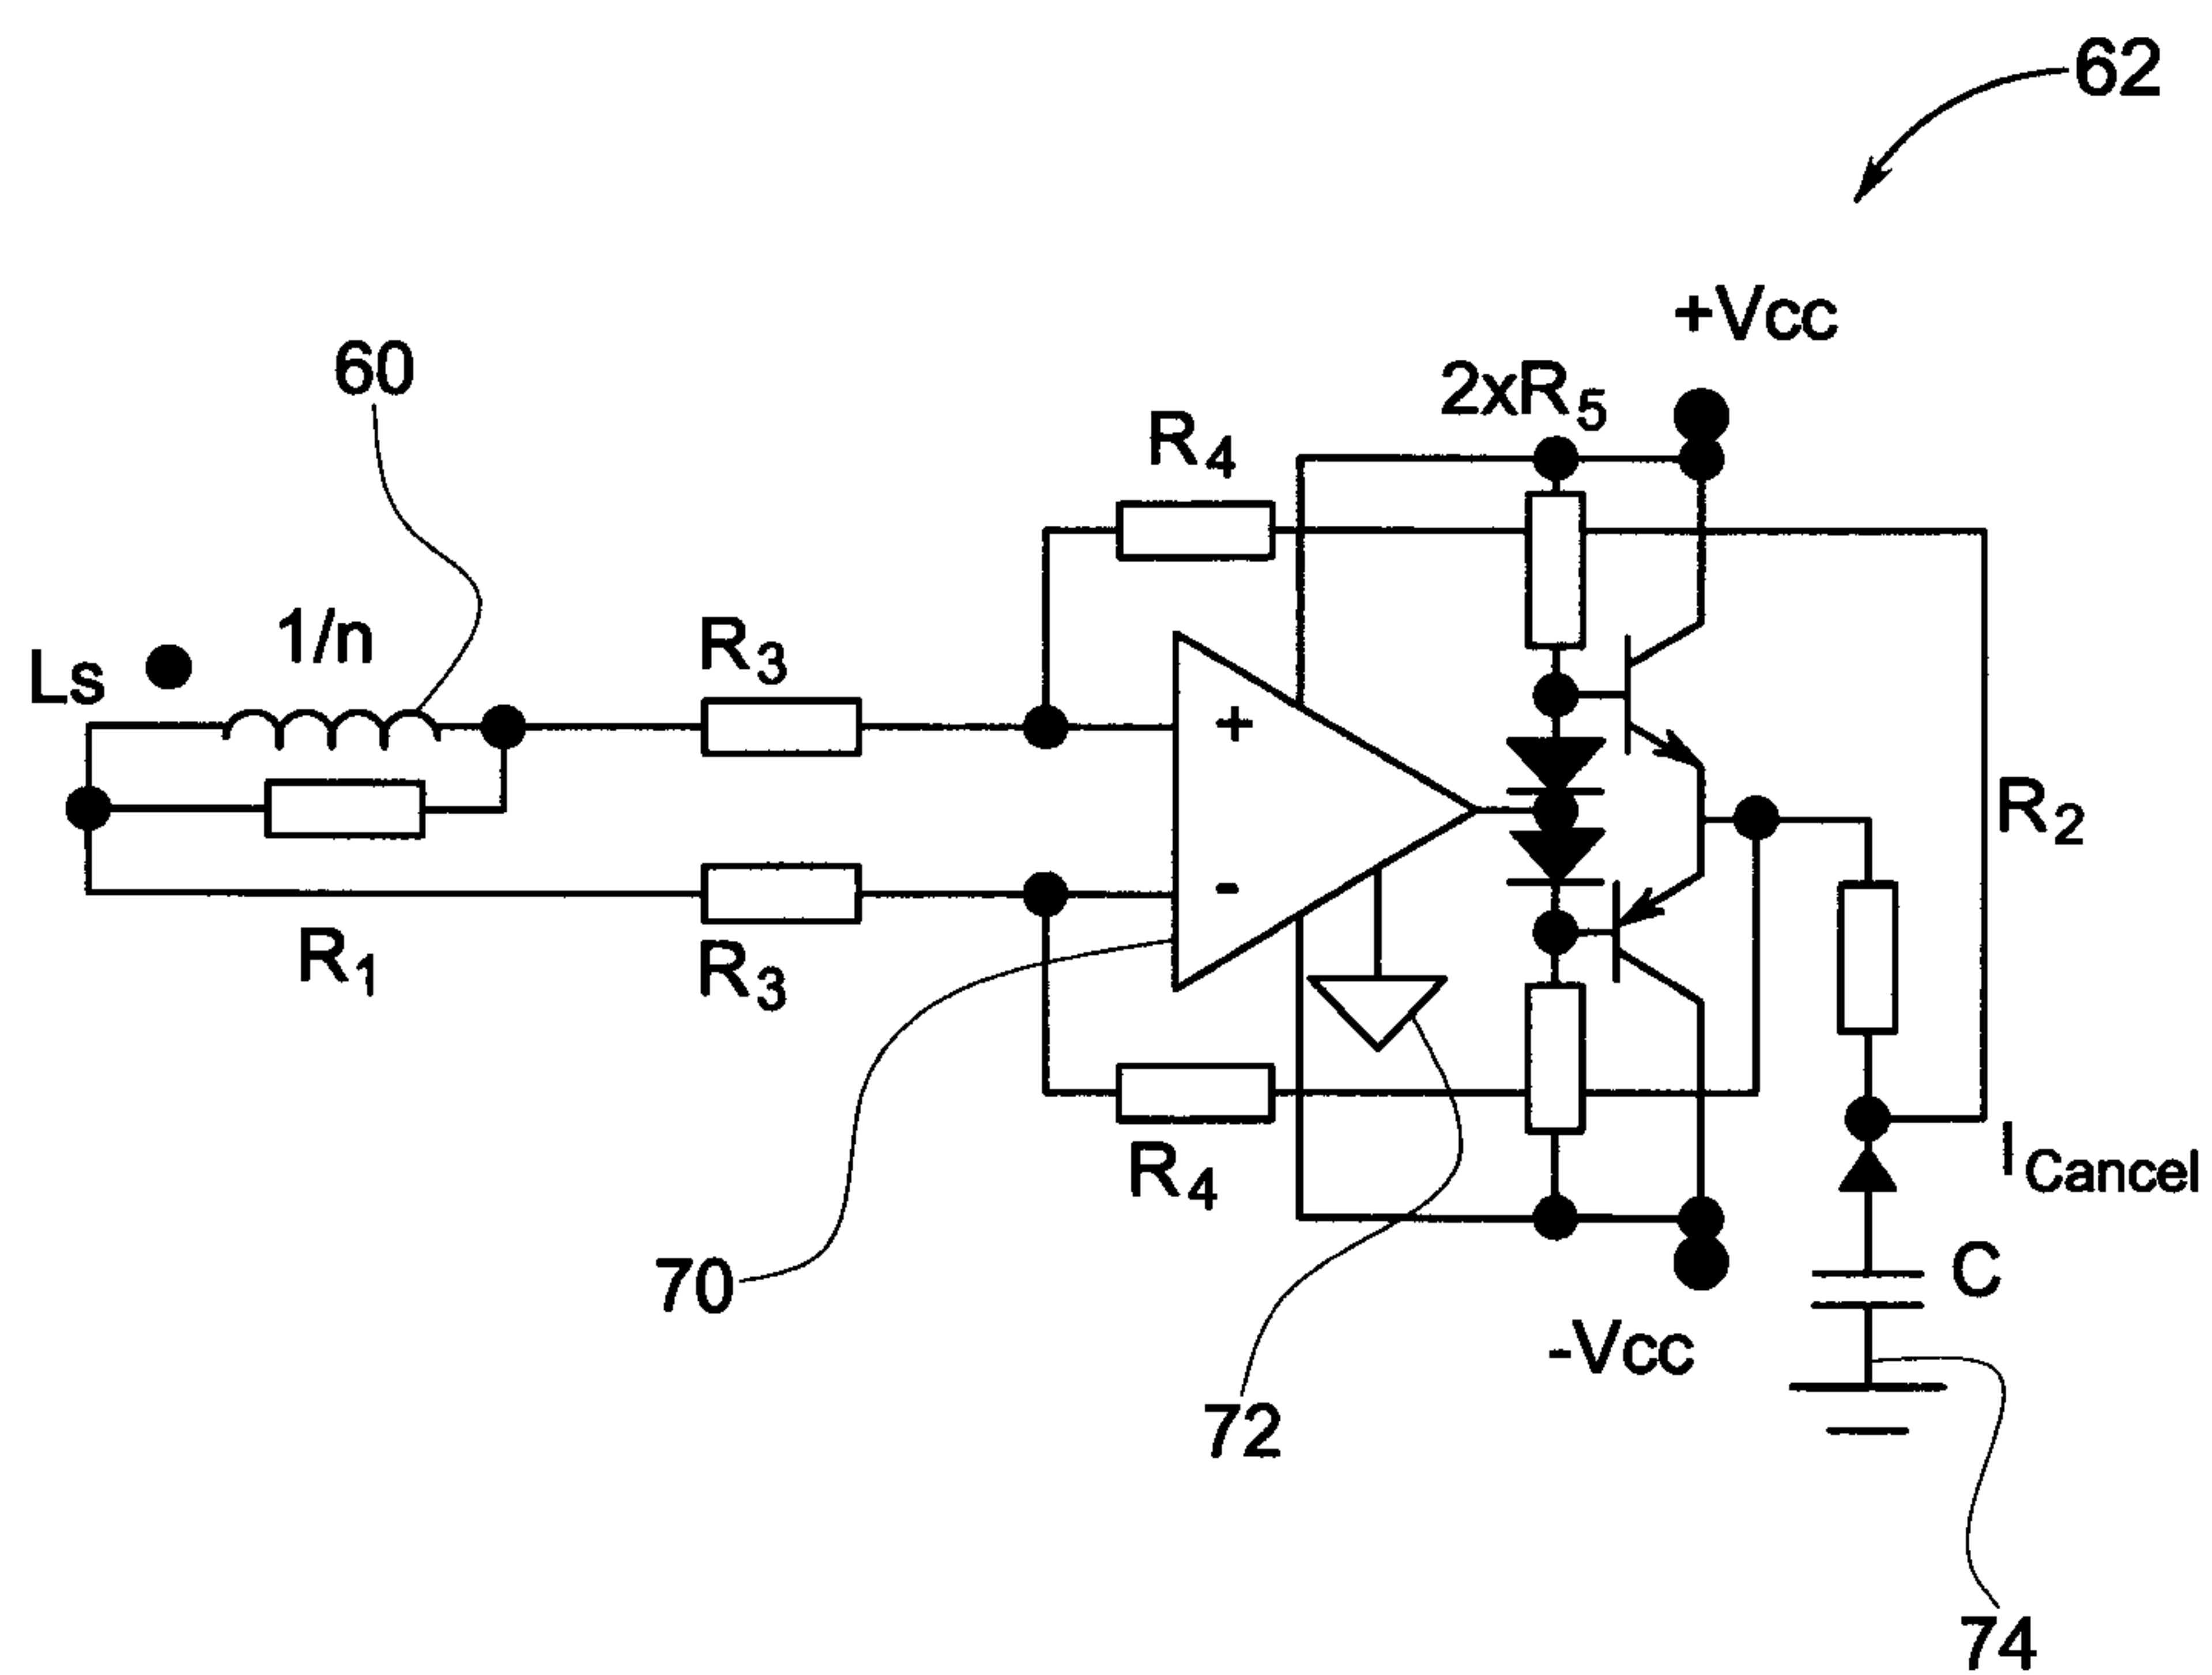 62
+Vcc
60
2xR5
R4
1/n
R3
Ls
+
R2
-
R1
R3
R4
ICancel
70
C
-Vcc
72
74